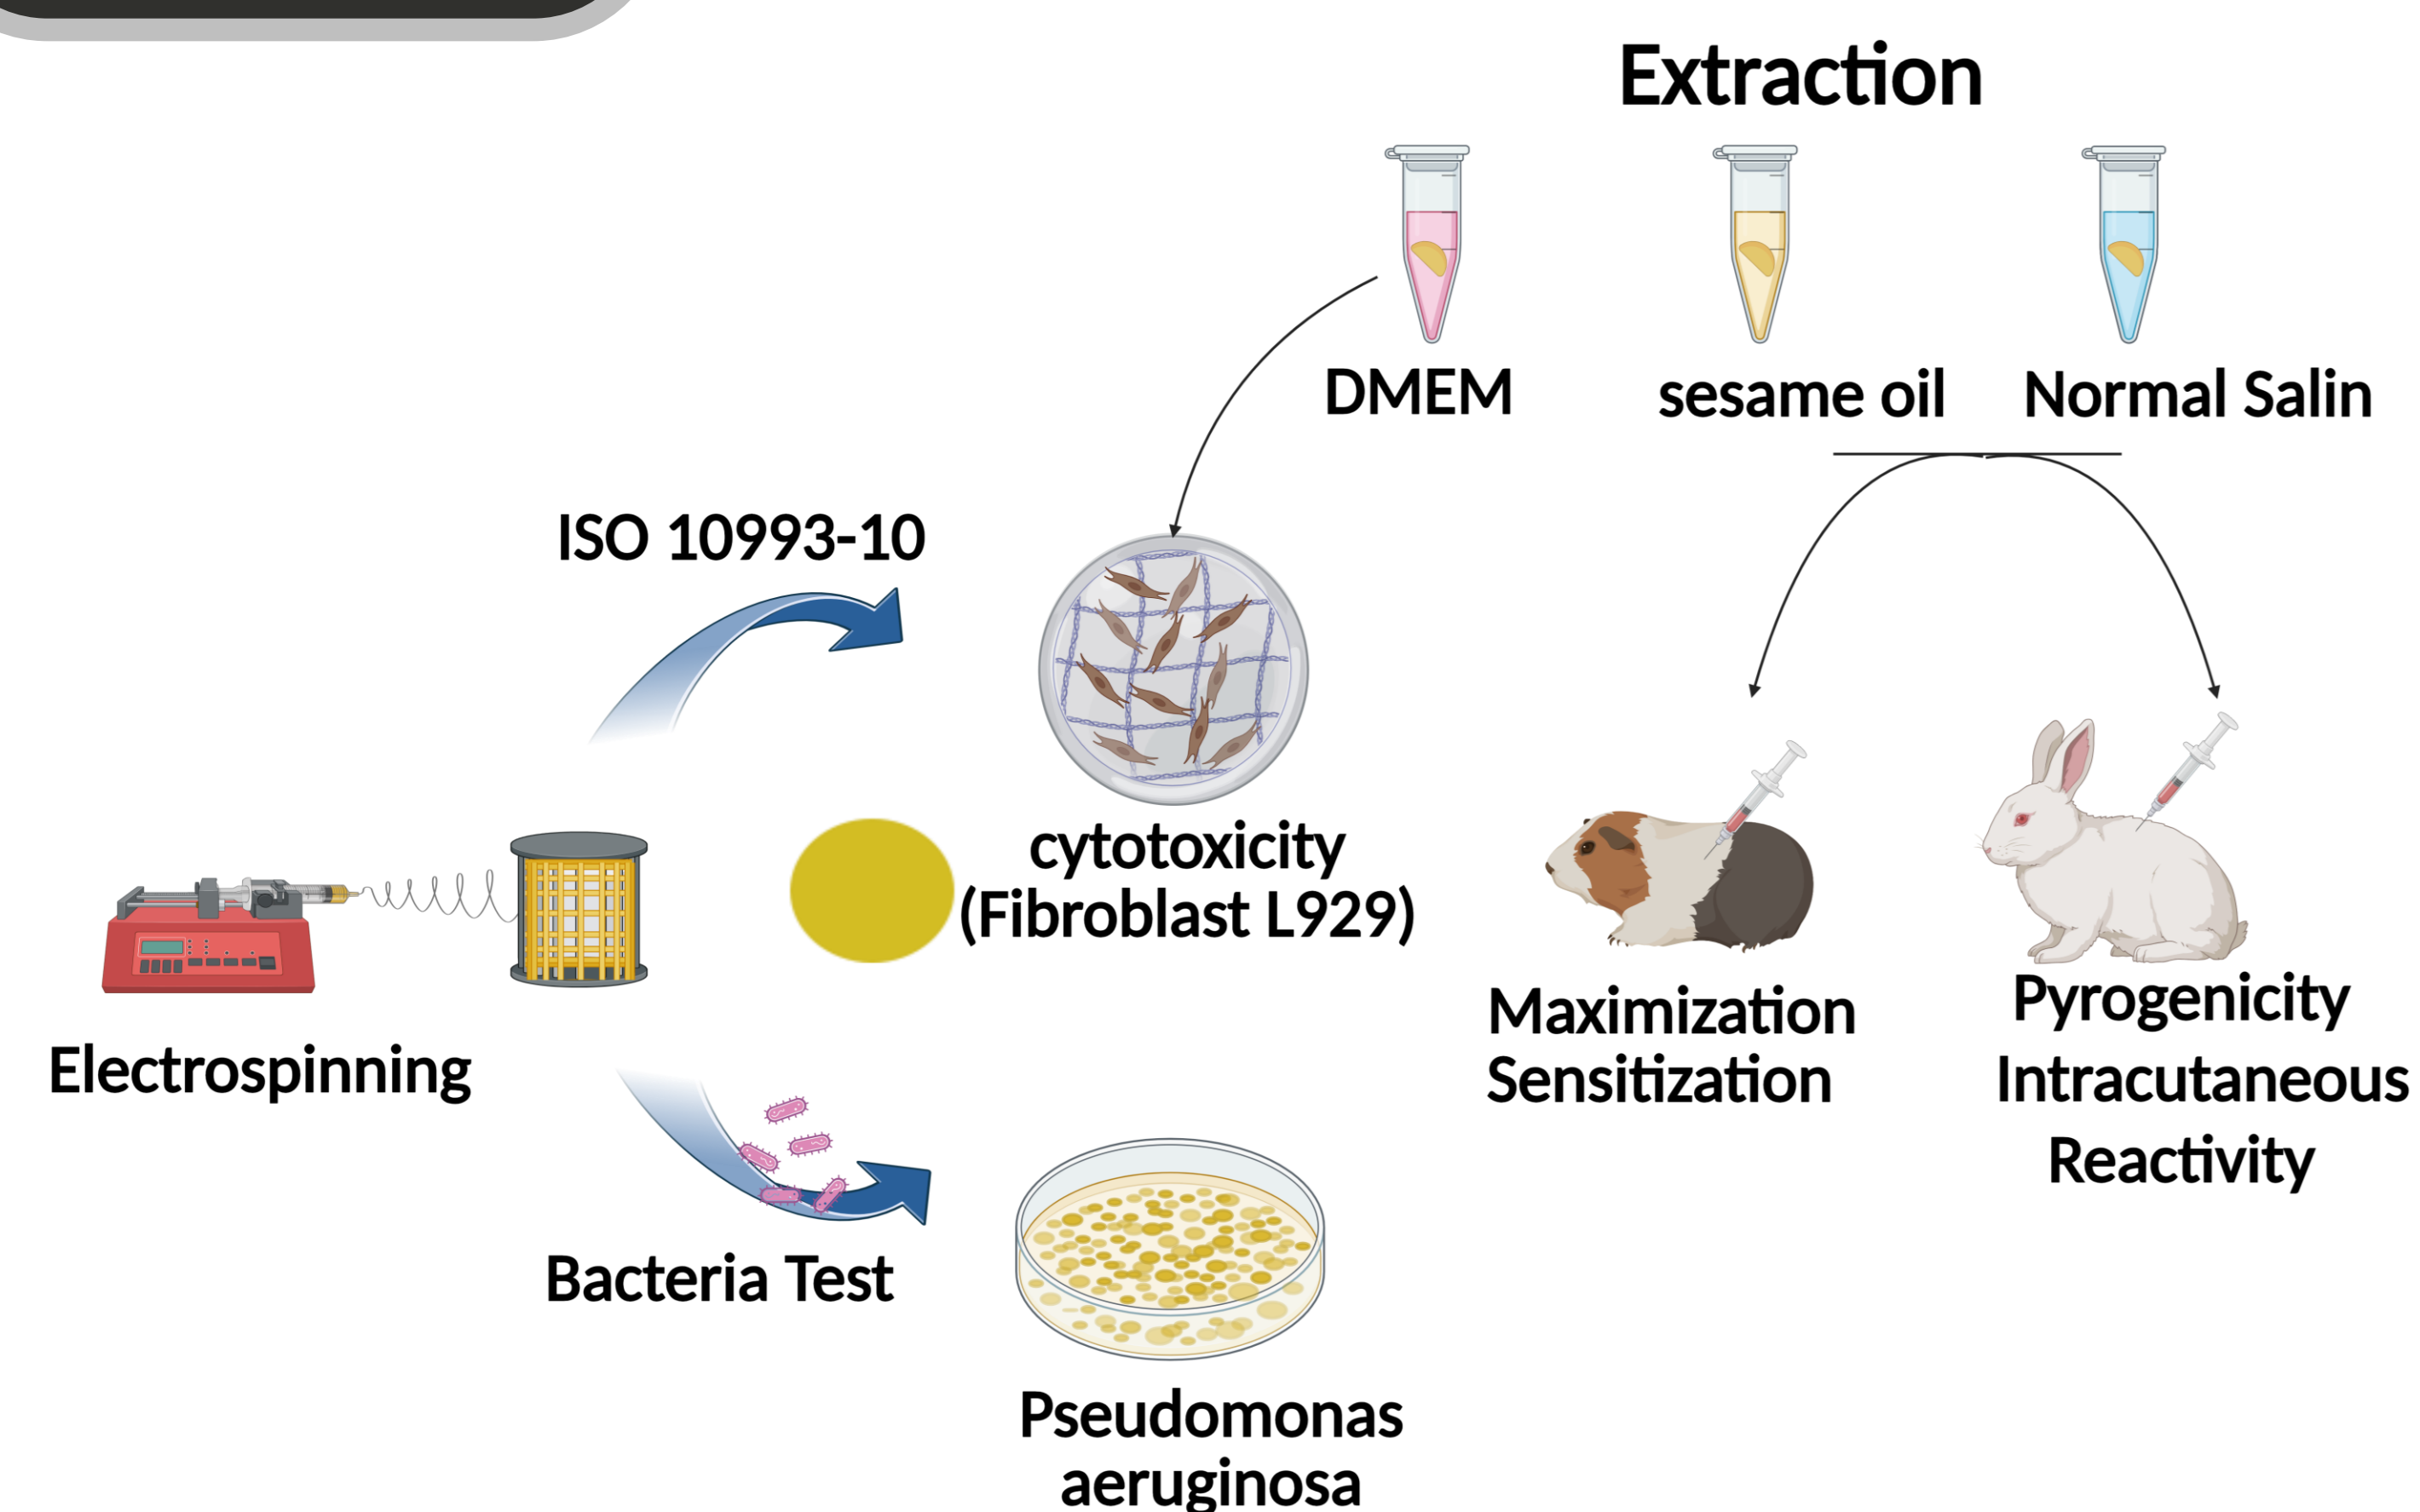 Extraction
DMEM
sesame oil
Normal Salin
ISO 10993-10
cytotoxicity
(Fibroblast L929)
Electrospinning
Maximization
Sensitization
Pyrogenicity
Intracutaneous
Reactivity
Bacteria Test
Pseudomonas
aeruginosa